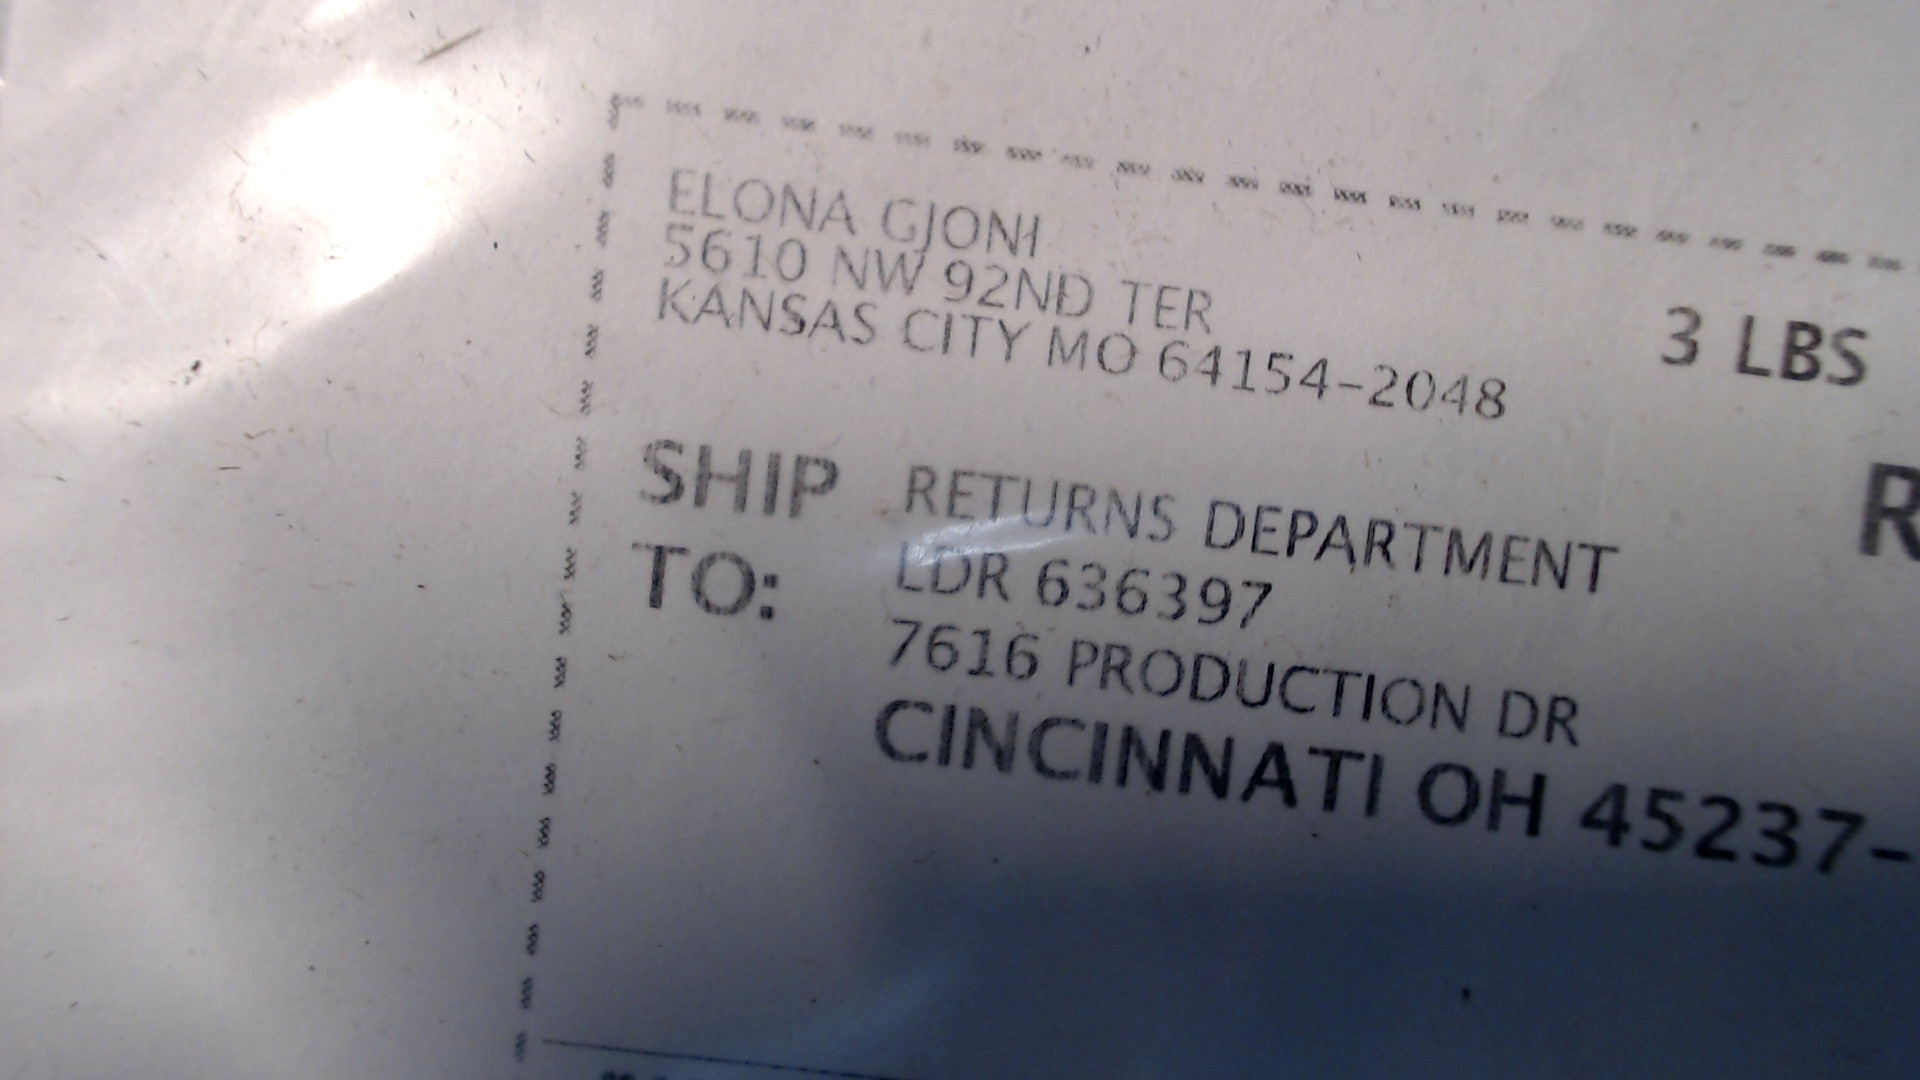 ELONA GJONI
5610 NW 92ND TER
KANSAS CITY MO 64154-2048
3 LBS
SHIP
TO:
RETURNS DEPARTMENT
LDR 636397
7616 PRODUCTION DR
CINCINNATI OH 45237-
R